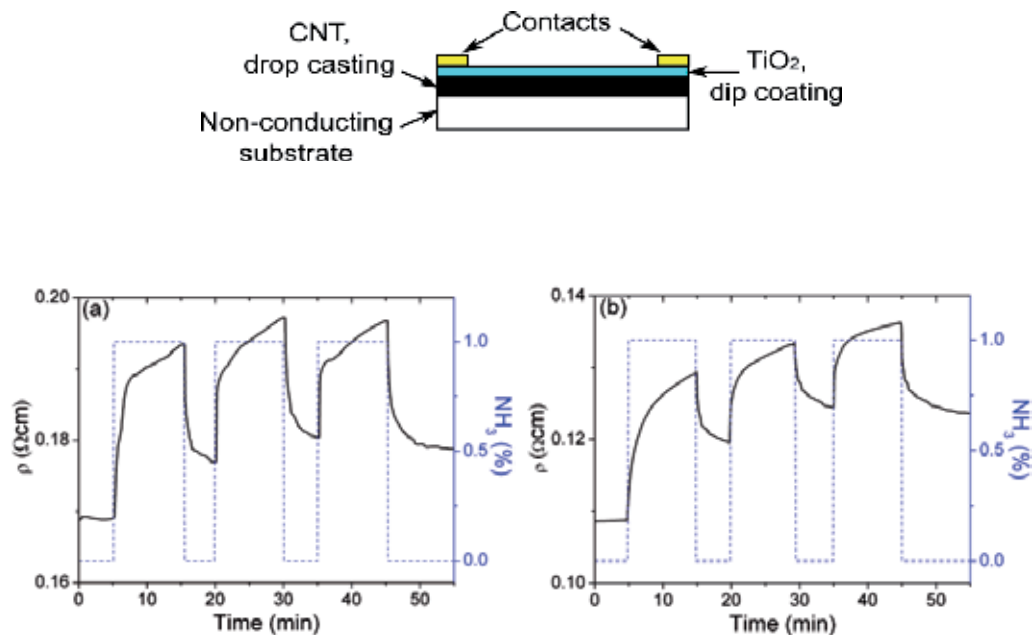 CNT,
drop casting
Contacts
TiO₂,
dip coating
Non-conducting
substrate
(a)
0.20
0.18
0.16
ρ (Ωcm)
0 10 20 30 40 50
Time (min)
1.0
0.5
0.0
NH₃ (%)
(b)
0.14
0.12
0.10
ρ (Ωcm)
0 10 20 30 40 50
Time (min)
1.0
0.5
0.0
NH₃ (%)